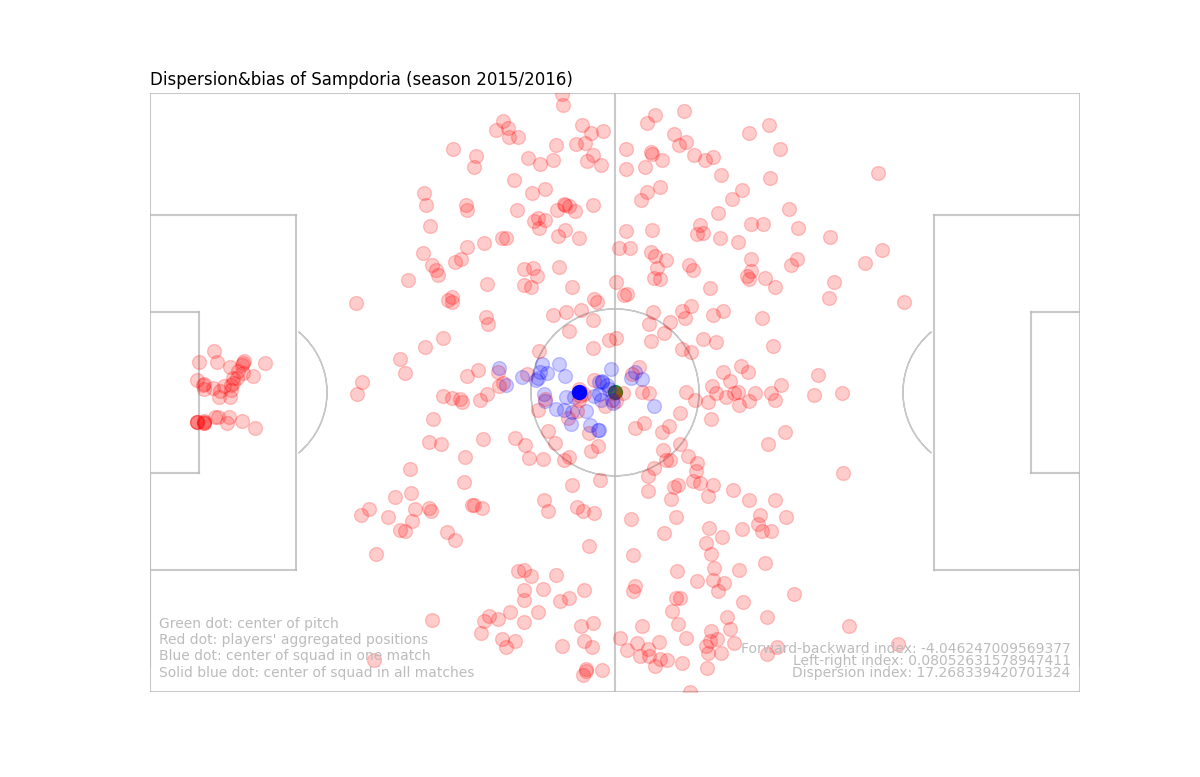 Dispersion&bias of Sampdoria (season 2015/2016)
Green dot: center of pitch
Red dot: players' aggregated positions
Blue dot: center of squad in one match
Solid blue dot: center of squad in all matches
Forward-backward index: -4.046247009569377
Left-right index: 0.08052631578947411
Dispersion index: 17.268339420701324